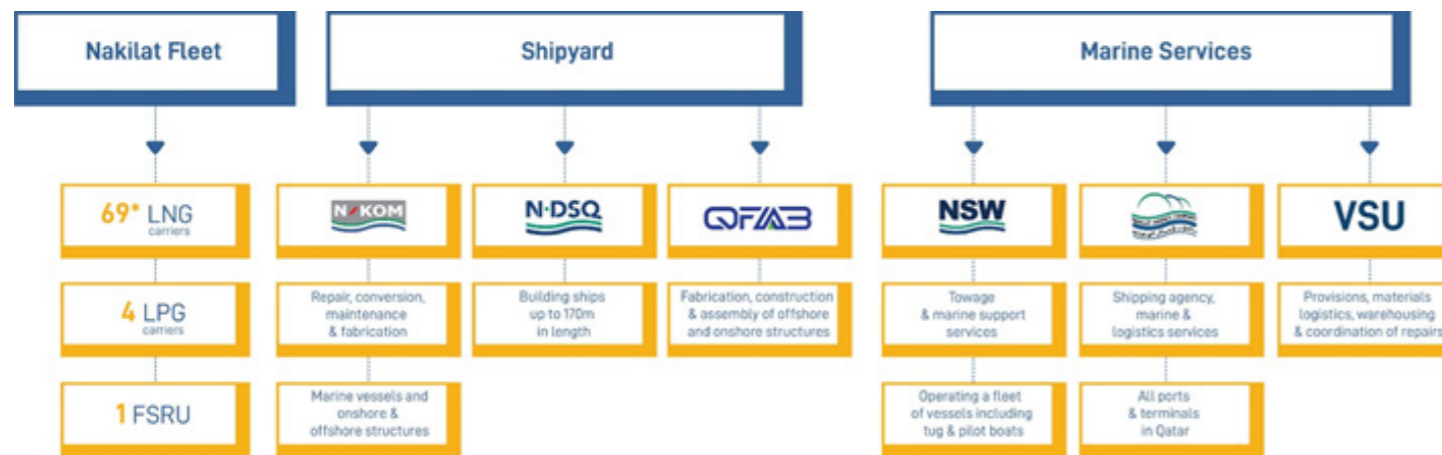 Nakilat Fleet
Shipyard
Marine Services
69* LNG
carriers
4 LPG
carriers
1 FSRU
N-KOM
Repair, conversion,
maintenance
& fabrication
Marine vessels and
onshore &
offshore structures
N-DSQ
Building ships
up to 170m
in length
QFAB
Fabrication, construction
& assembly of offshore
and onshore structures
NSW
Towage
& marine support
services
Operating a fleet
of vessels including
tug & pilot boats
Shipping agency,
marine &
logistics services
All ports
& terminals
in Qatar
VSU
Provisions, materials
logistics, warehousing
& coordination of repairs